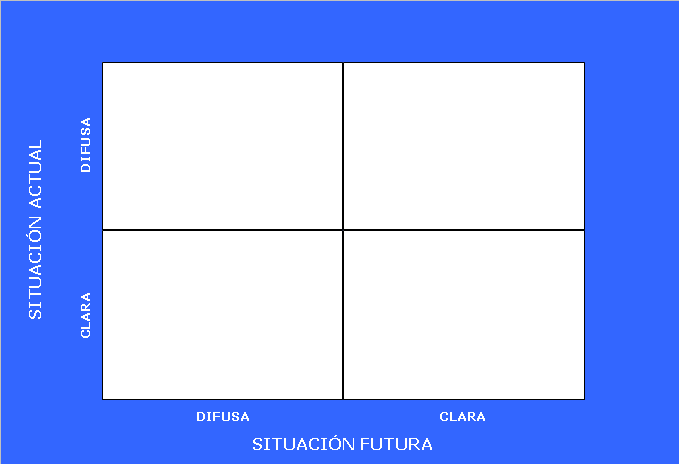 SITUACIÓN ACTUAL
DIFUSA
CLARA
DIFUSA
CLARA
SITUACIÓN FUTURA